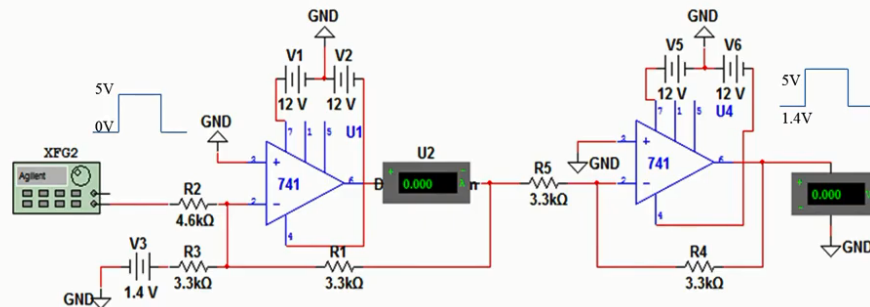 GND
V1
V2
12 V
12 V
U1
5V
0V
GND
XFG2
Agilent
R2
4.6kΩ
V3
1.4 V
GND
R3
3.3kΩ
R1
3.3kΩ
+
3
7
1
5
741
6
2
4
U2
+
0.000
R5
3.3kΩ
GND
V5
V6
12 V
12 V
U4
GND
+
3
7
1
5
741
6
2
4
R4
3.3kΩ
5V
1.4V
+
0.000
GND